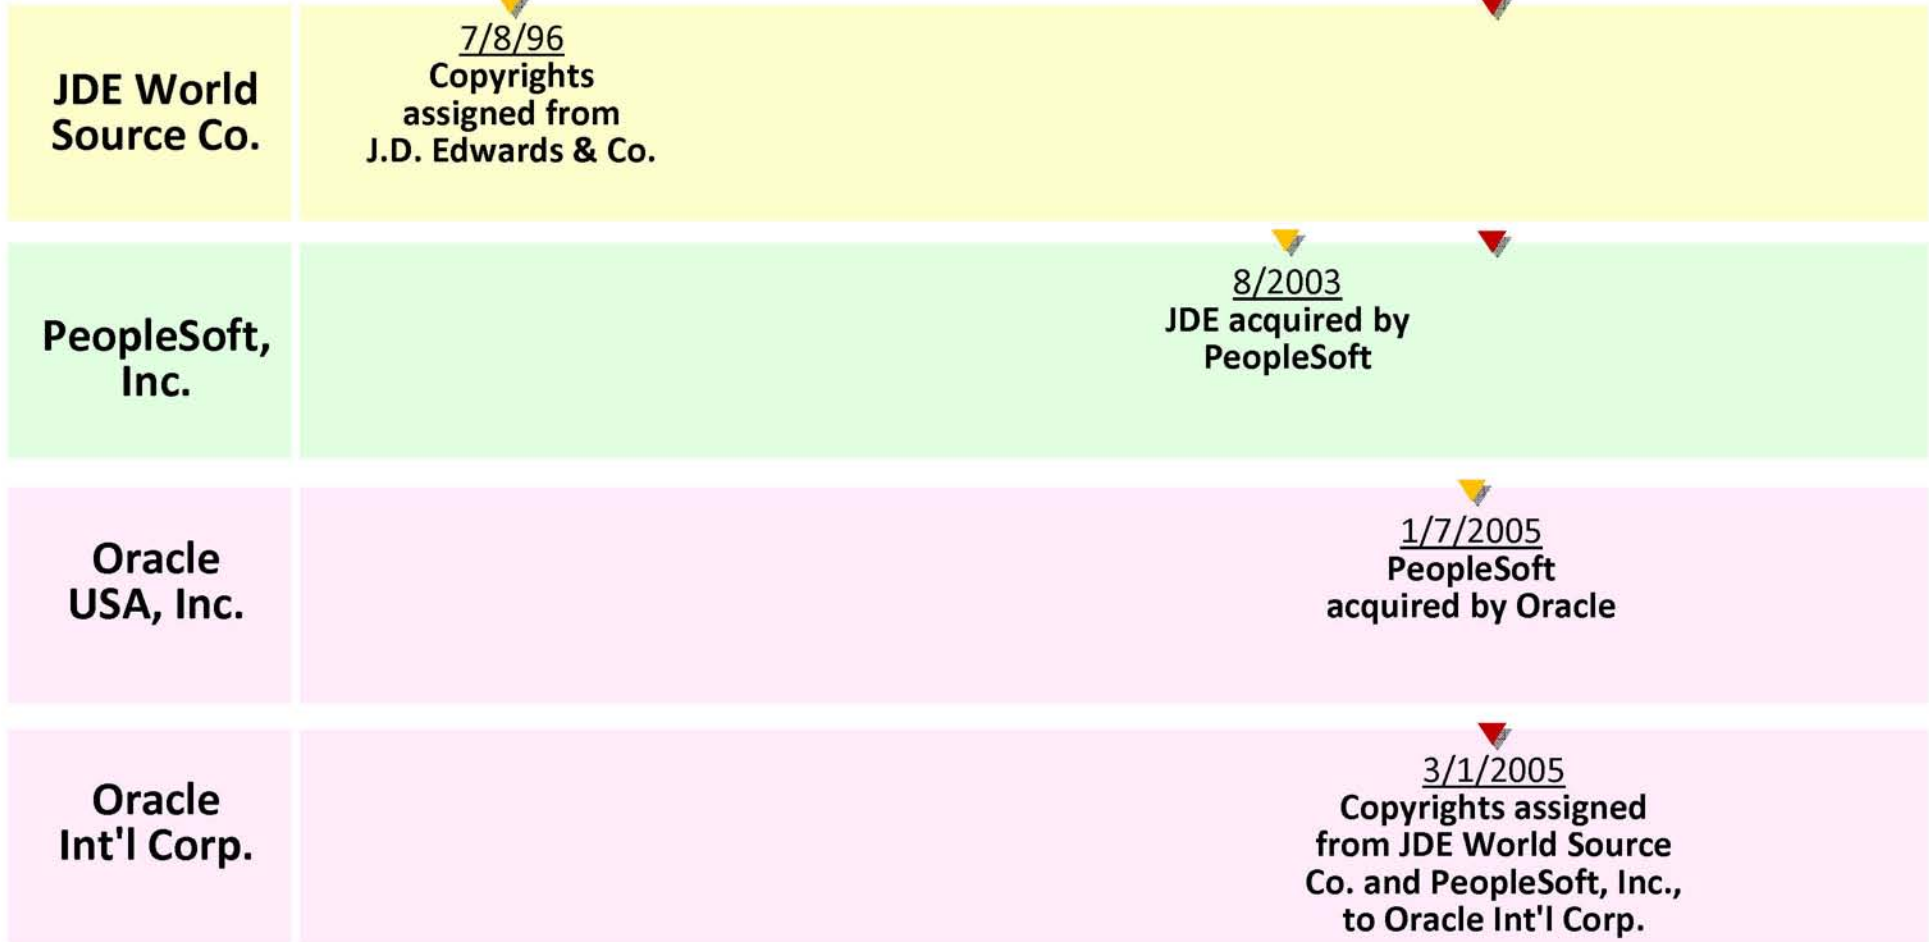 JDE World
Source Co.
7/8/96
Copyrights
assigned from
J.D. Edwards & Co.
PeopleSoft,
Inc.
8/2003
JDE acquired by
PeopleSoft
Oracle
USA, Inc.
1/7/2005
PeopleSoft
acquired by Oracle
Oracle
Int'l Corp.
3/1/2005
Copyrights assigned
from JDE World Source
Co. and PeopleSoft, Inc.,
to Oracle Int'l Corp.